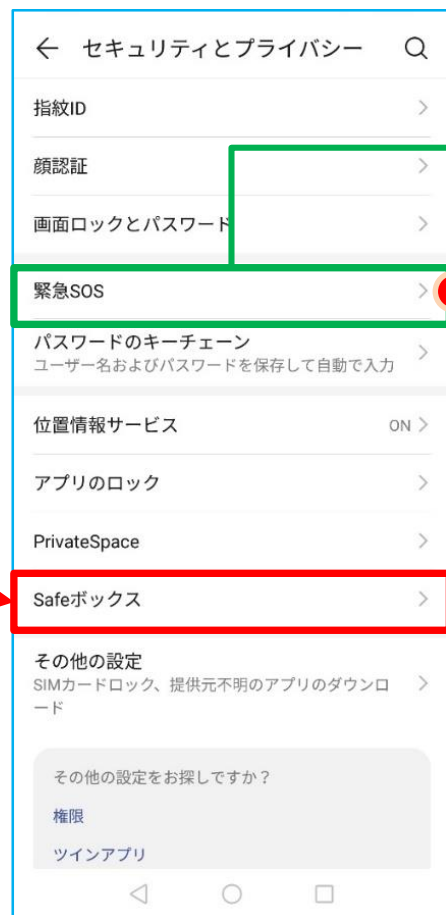 セキュリティとプライバシー
指紋ID
顔認証
画面ロックとパスワード
緊急SOS
パスワードのキーチェーン
ユーザー名およびパスワードを保存して自動で入力
位置情報サービス ON
アプリのロック
PrivateSpace
Safeボックス
その他の設定
SIMカードロック、提供元不明のアプリのダウンロ
ード
その他の設定をお探しですか？
権限
ツインアプリ